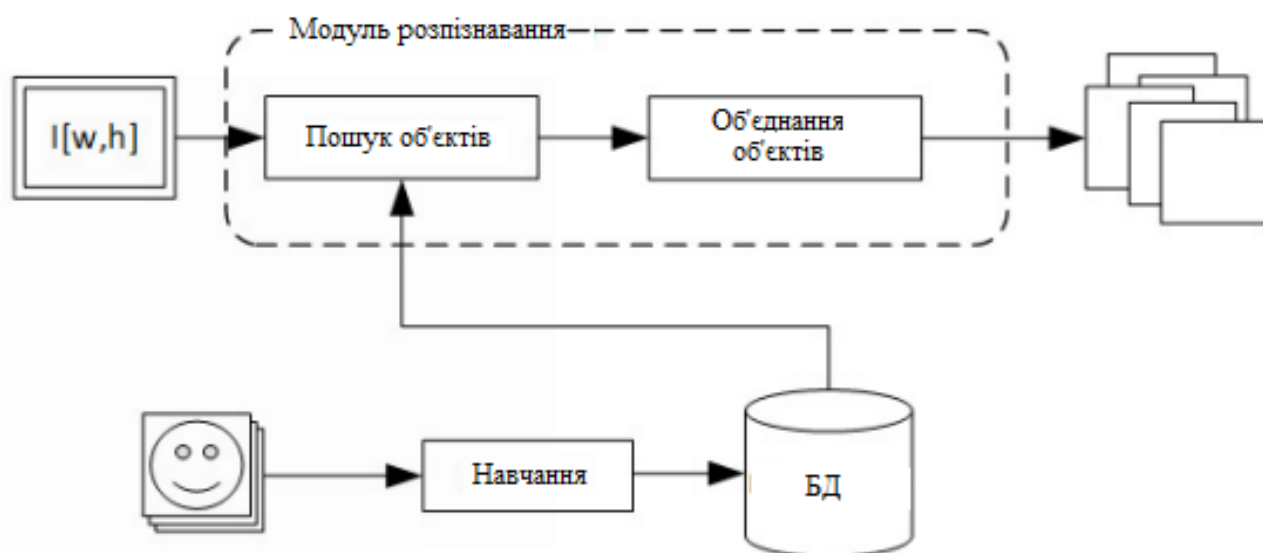 Модуль розпізнавання
I[w,h]
Пошук об'єктів
Об'єднання
об'єктів
Навчання
БД